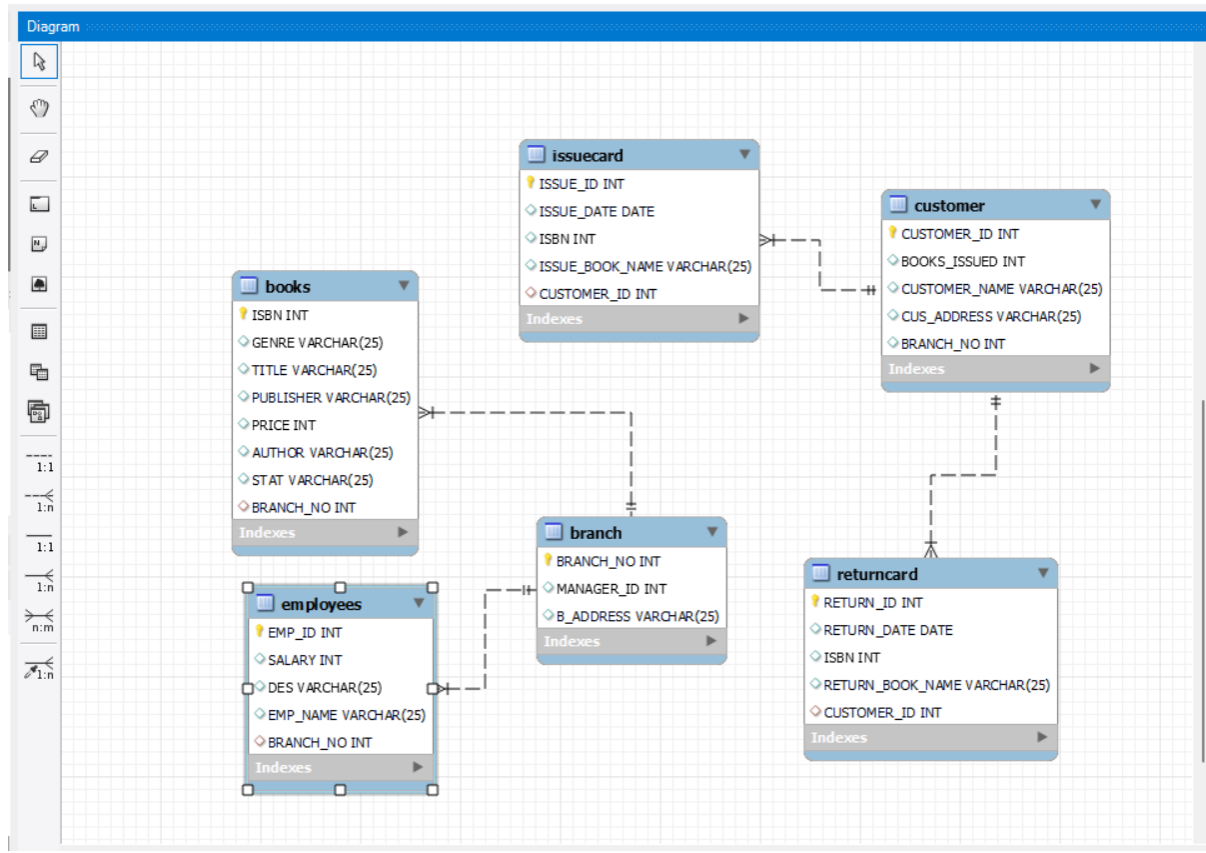 Diagram
issuecard
ISSUE_ID INT
ISSUE_DATE DATE
ISBN INT
ISSUE_BOOK_NAME VARCHAR(25)
CUSTOMER_ID INT
Indexes
customer
CUSTOMER_ID INT
BOOKS_ISSUED INT
CUSTOMER_NAME VARCHAR(25)
CUS_ADDRESS VARCHAR(25)
BRANCH_NO INT
Indexes
books
ISBN INT
GENRE VARCHAR(25)
TITLE VARCHAR(25)
PUBLISHER VARCHAR(25)
PRICE INT
AUTHOR VARCHAR(25)
STAT VARCHAR(25)
BRANCH_NO INT
Indexes
branch
BRANCH_NO INT
MANAGER_ID INT
B_ADDRESS VARCHAR(25)
Indexes
employees
EMP_ID INT
SALARY INT
DES VARCHAR(25)
EMP_NAME VARCHAR(25)
BRANCH_NO INT
Indexes
returncard
RETURN_ID INT
RETURN_DATE DATE
ISBN INT
RETURN_BOOK_NAME VARCHAR(25)
CUSTOMER_ID INT
Indexes
1:1
1:n
1:1
1:n
n:m
1:n